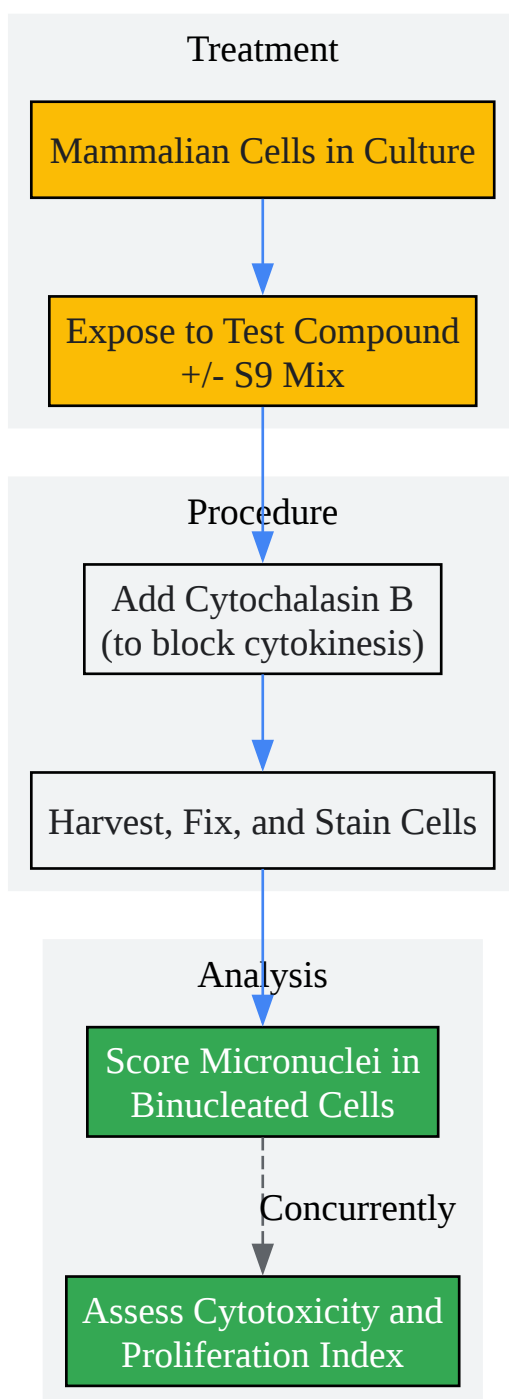 Treatment
Mammalian Cells in Culture
Expose to Test Compound
+/- S9 Mix
Procedure
Add Cytochalasin B
(to block cytokinesis)
Harvest, Fix, and Stain Cells
Analysis
Score Micronuclei in
Binucleated Cells
Concurrently
Assess Cytotoxicity and
Proliferation Index